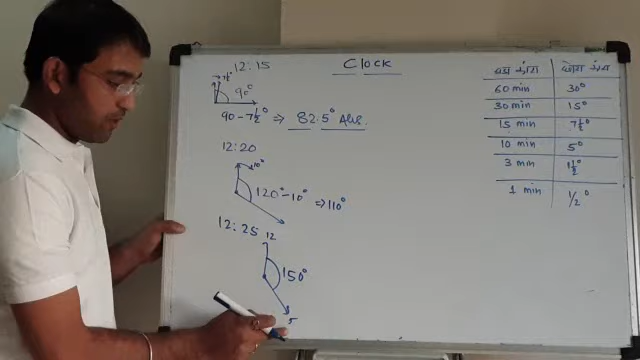 Clock
12:15
→ 7½°
90°
90 - 7½° ⇒ 82.5° Ans
12:20
10°
120° - 10° ⇒ 110°
12:25
12
150°
5
60 min 30°
30 min 15°
15 min 7½°
10 min 5°
3 min 1½°
1 min 1/2°